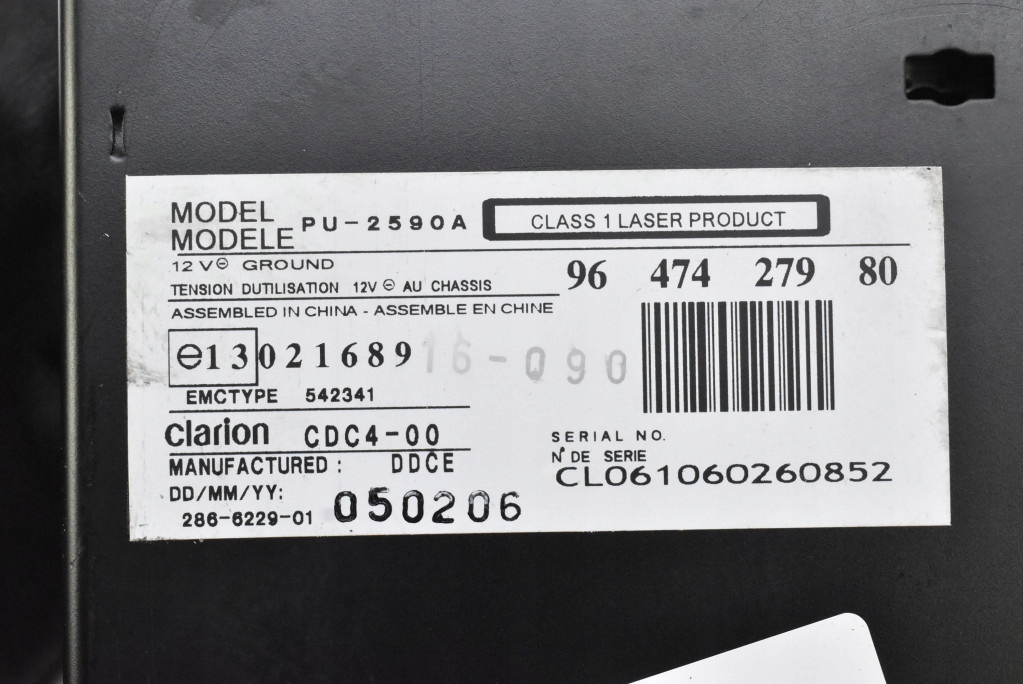 MODEL
MODELE PU-2590A CLASS 1 LASER PRODUCT
12 V⊖ GROUND
TENSION DUTILISATION 12V ⊖ AU CHASSIS
96 474 279 80
ASSEMBLED IN CHINA - ASSEMBLE EN CHINE
e13 021689 16-090
EMCTYPE 542341
Clarion CDC4-00
MANUFACTURED : DDCE
DD/MM/YY:
286-6229-01 050206
SERIAL NO.
N° DE SERIE
CL061060260852